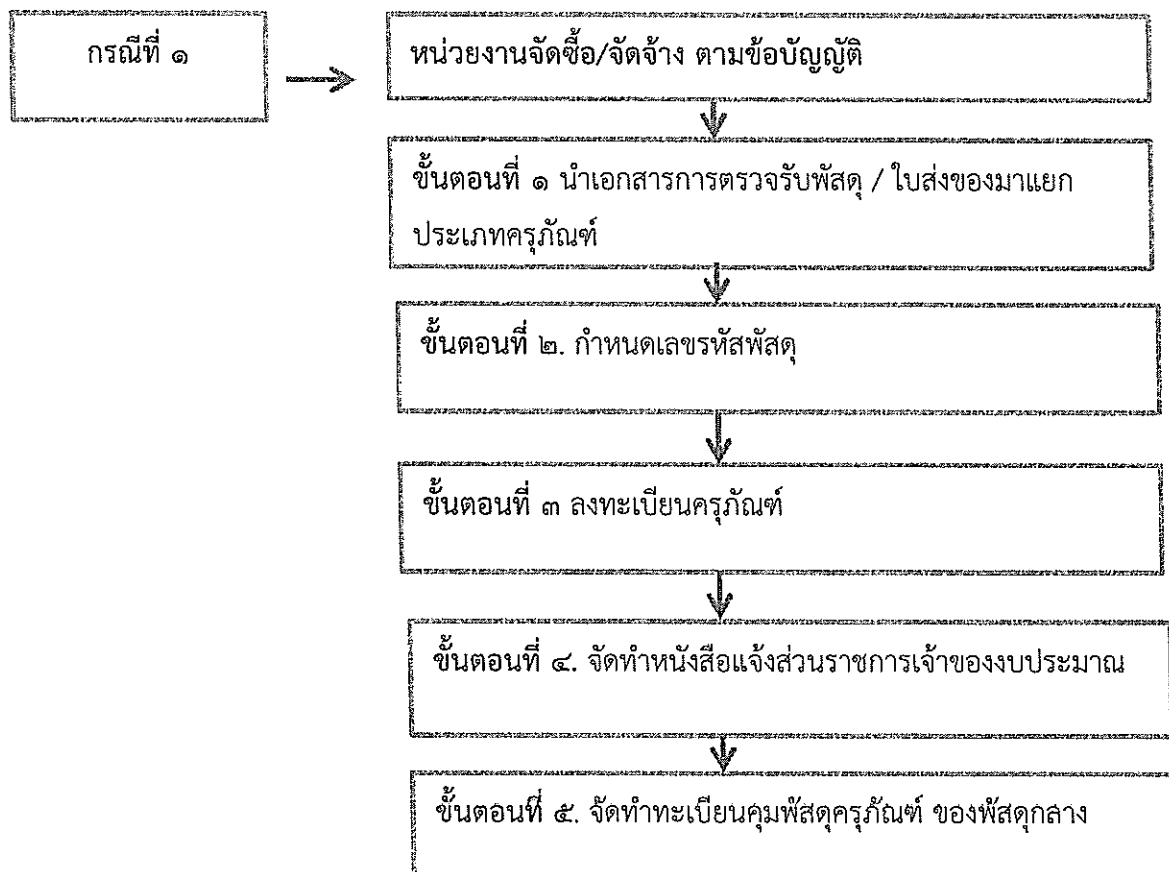 กรณีที่ ๑
หน่วยงานจัดซื้อ/จัดจ้าง ตามข้อบัญญัติ
ขั้นตอนที่ ๑ นำเอกสารการตรวจรับพัสดุ / ใบส่งของมาแยก
ประเภทครุภัณฑ์
ขั้นตอนที่ ๒. กำหนดเลขรหัสพัสดุ
ขั้นตอนที่ ๓ ลงทะเบียนครุภัณฑ์
ขั้นตอนที่ ๔. จัดทำหนังสือแจ้งส่วนราชการเจ้าของงบประมาณ
ขั้นตอนที่ ๕. จัดทำทะเบียนคุมพัสดุครุภัณฑ์ ของพัสดุกลาง